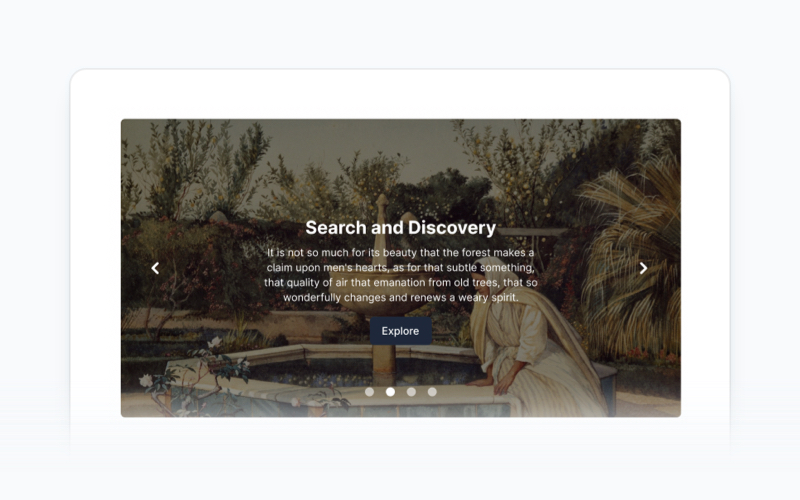 Search and Discovery
It is not so much for its beauty that the forest makes a
claim upon men's hearts, as for that subtle something,
that quality of air that emanation from old trees, that so
wonderfully changes and renews a weary spirit.
Explore